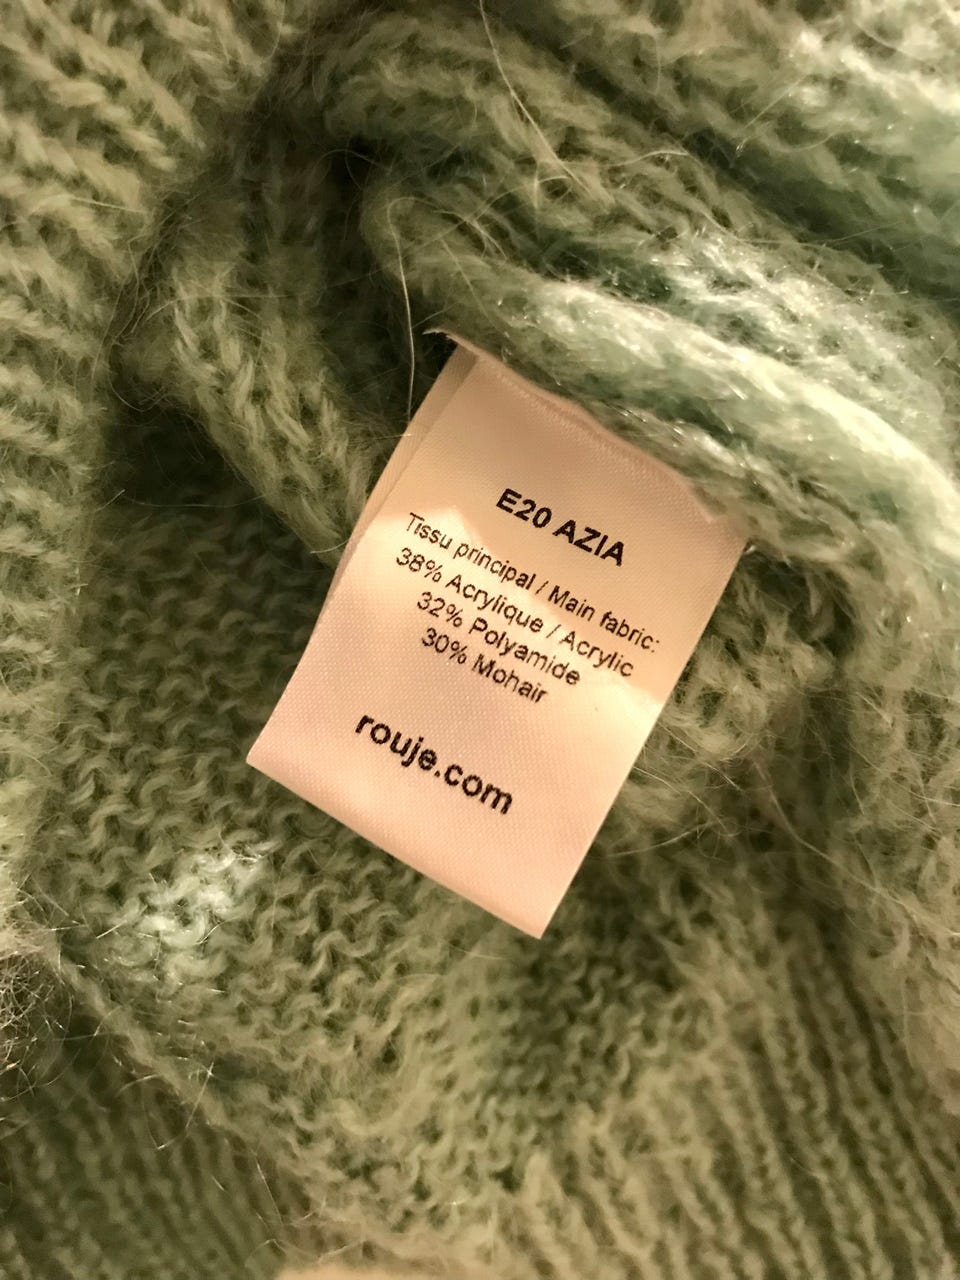 E20 AZIA
Tissu principal / Main fabric:
38% Acrylique / Acrylic
32% Polyamide
30% Mohair
rouje.com